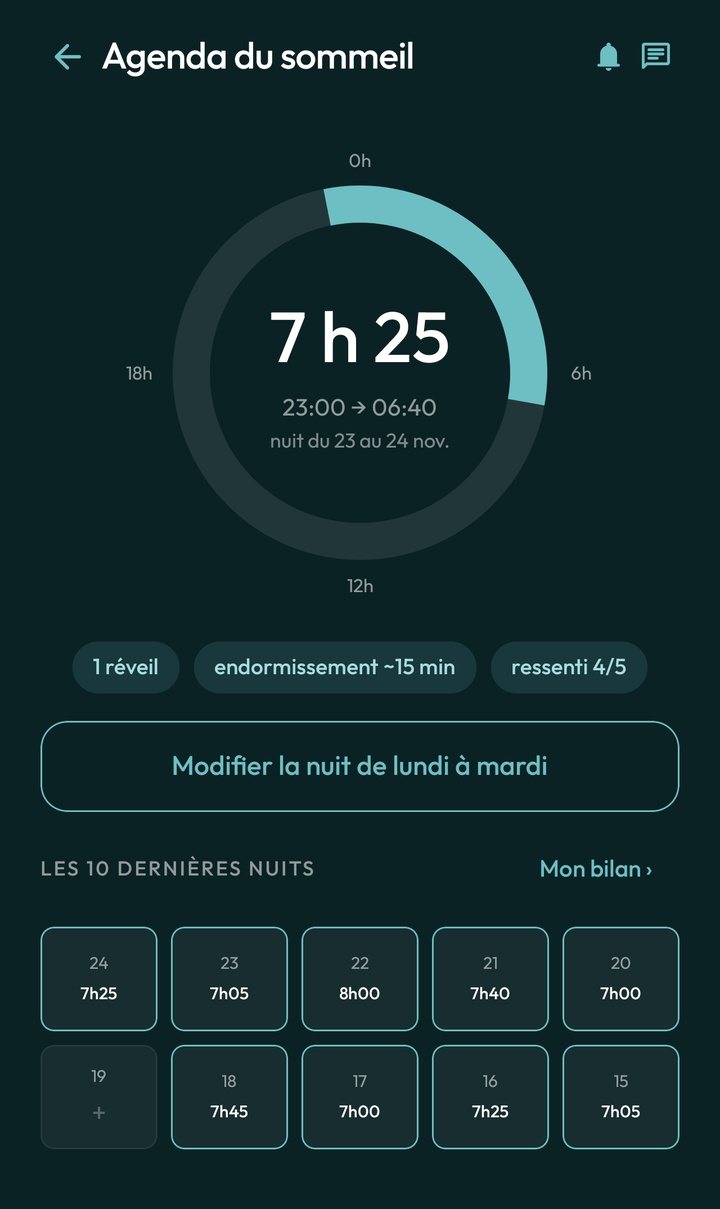 Agenda du sommeil
0h
18h
6h
7 h 25
23:00 → 06:40
nuit du 23 au 24 nov.
12h
1 réveil
endormissement ~15 min
ressenti 4/5
Modifier la nuit de lundi à mardi
LES 10 DERNIÈRES NUITS
Mon bilan ›
24 23 22 21 20
7h25 7h05 8h00 7h40 7h00
19 18 17 16 15
+ 7h45 7h00 7h25 7h05